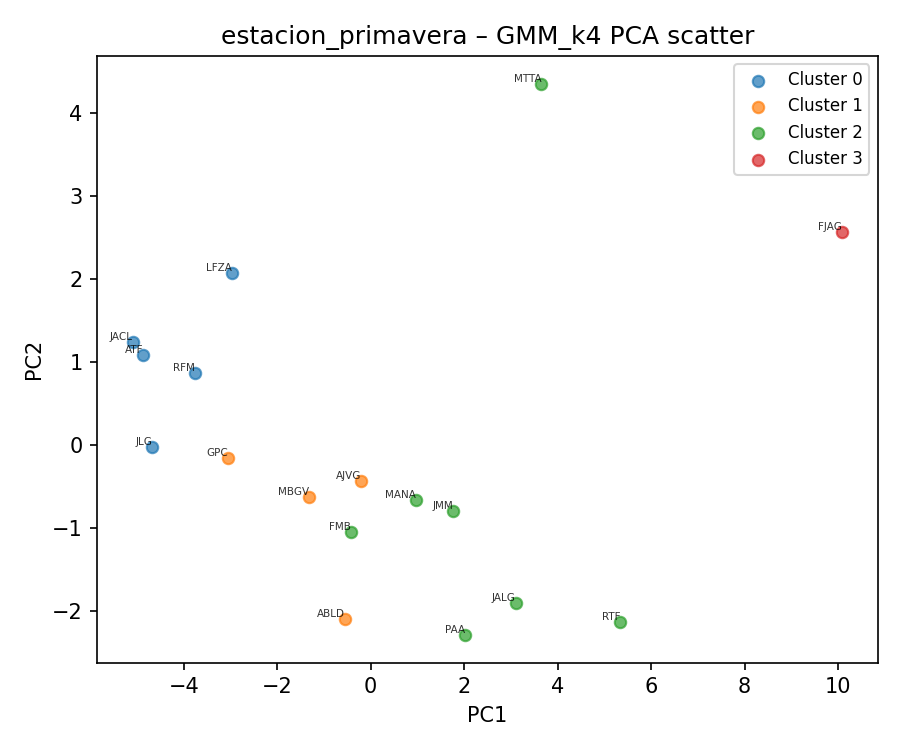 estacion_primavera – GMM_k4 PCA scatter
Cluster 0
Cluster 1
Cluster 2
Cluster 3
MTTA
FJAG
LFZA
JACL
ATF
RFM
JLG
GPC
AJVG
MBGV
MANA
JMM
FMB
JALG
ABLD
RTF
PAA
4
3
2
1
0
−1
−2
PC2
−4
−2
0
2
4
6
8
10
PC1